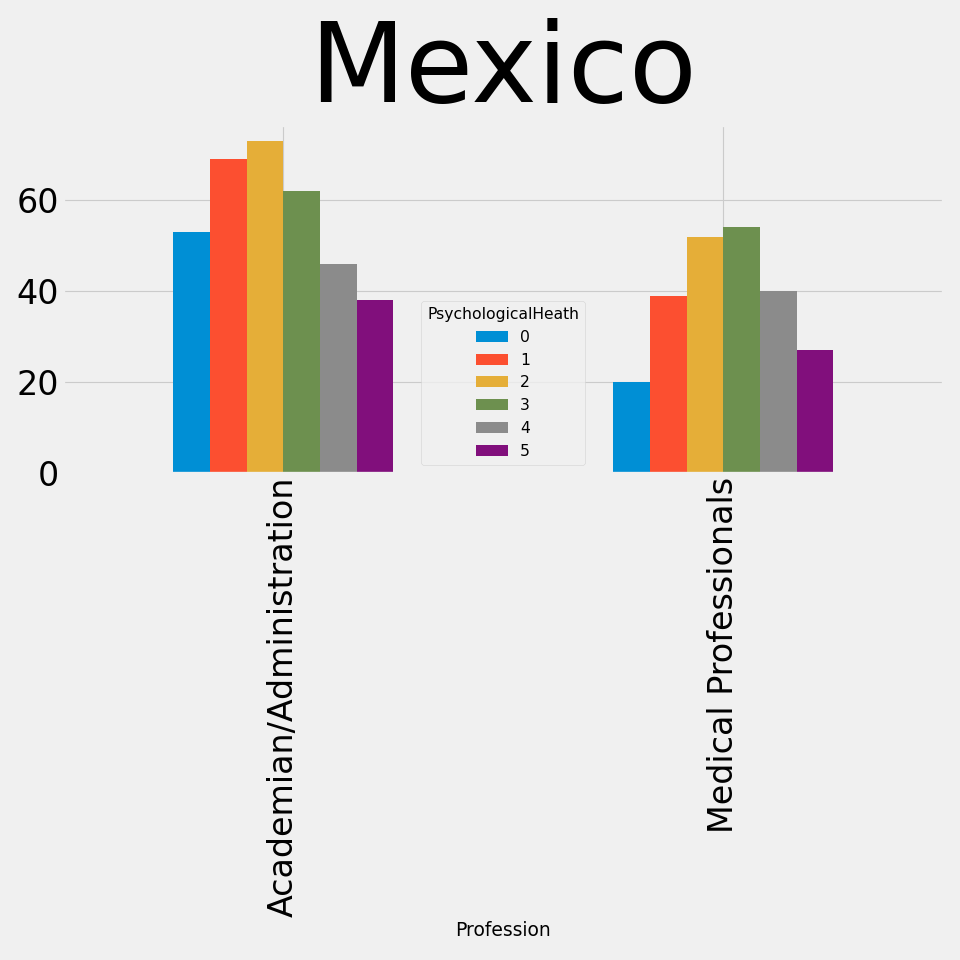 Mexico
60
40
20
0
PsychologicalHeath
0
1
2
3
4
5
Academian/Administration
Medical Professionals
Profession